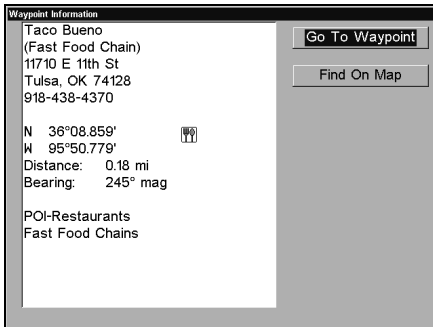 Waypoint Information
Taco Bueno
(Fast Food Chain)
11710 E 11th St
Tulsa, OK 74128
918-438-4370
N 36°08.859'
W 95°50.779'
Distance: 0.18 mi
Bearing: 245° mag
POI-Restaurants
Fast Food Chains
Go To Waypoint
Find On Map